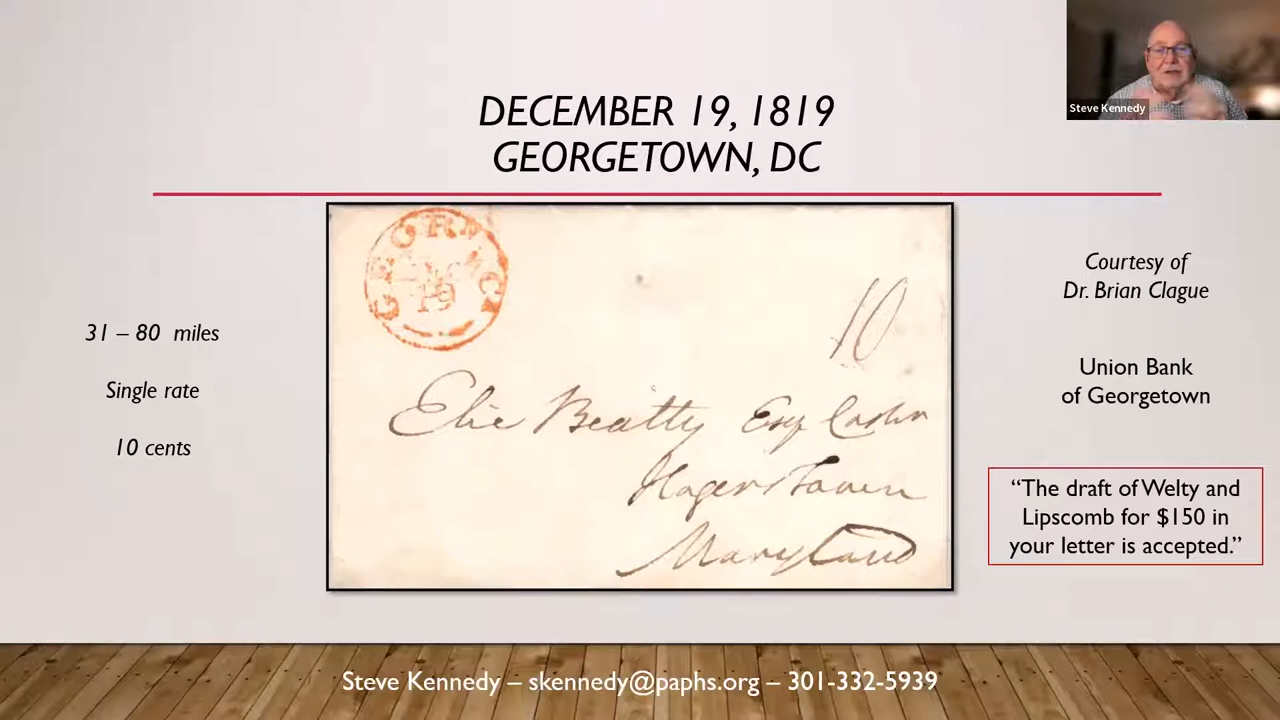 DECEMBER 19, 1819
GEORGETOWN, DC
Steve Kennedy
31 – 80 miles
Single rate
10 cents
GEORGTN
19
10
Elie Beatty Esq Cashr
Hagerstown
Maryland
Courtesy of
Dr. Brian Clague
Union Bank
of Georgetown
“The draft of Welty and
Lipscomb for $150 in
your letter is accepted.”
Steve Kennedy – skennedy@paphs.org – 301-332-5939